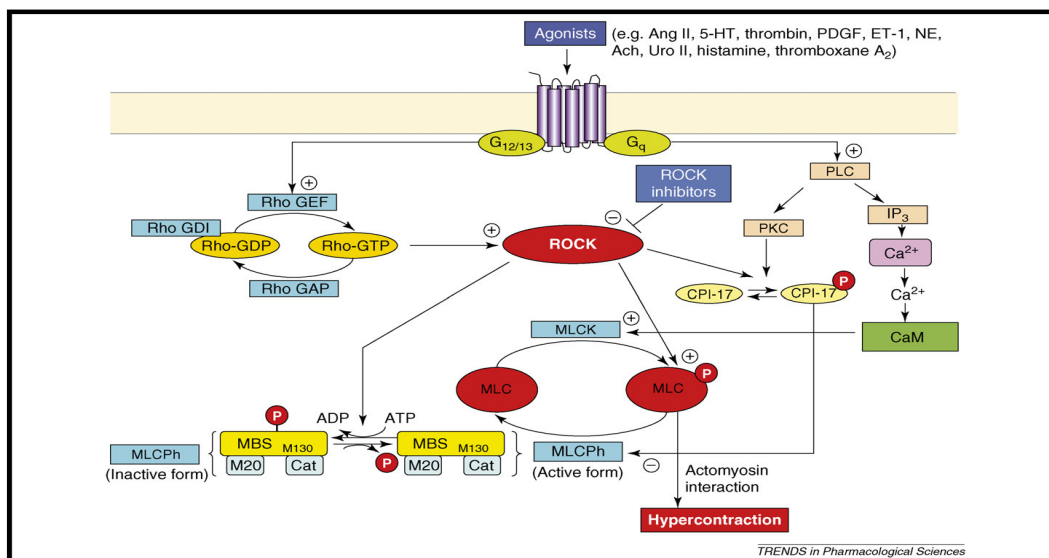 Agonists
(e.g. Ang II, 5-HT, thrombin, PDGF, ET-1, NE,
Ach, Uro II, histamine, thromboxane A₂)
G₁₂/₁₃
Gq
PLC
Rho GEF
ROCK
inhibitors
Rho GDI
Rho-GDP
Rho-GTP
ROCK
PKC
IP₃
Ca²⁺
Rho GAP
CPI-17
CPI-17
P
Ca²⁺
MLCK
CaM
MLC
MLC
P
P
ADP
ATP
MLCPh
(Inactive form)
MBS M130
M20
Cat
P
MBS M130
M20
Cat
MLCPh
(Active form)
Actomyosin
interaction
Hypercontraction
TRENDS in Pharmacological Sciences